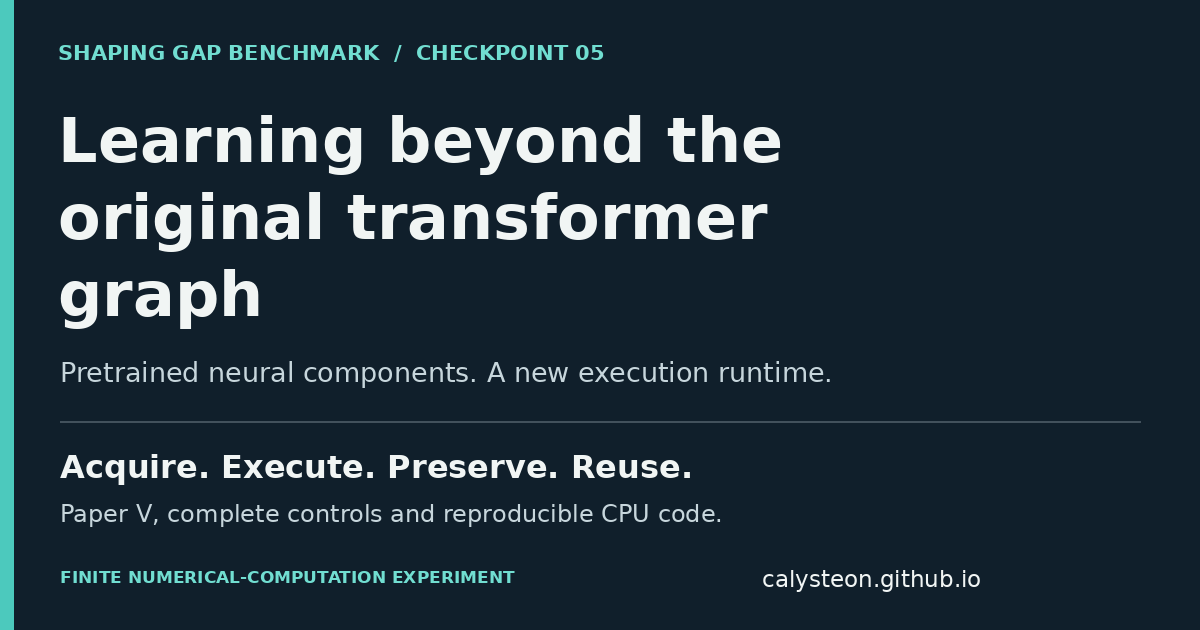 SHAPING GAP BENCHMARK / CHECKPOINT 05
Learning beyond the
original transformer
graph
Pretrained neural components. A new execution runtime.
Acquire. Execute. Preserve. Reuse.
Paper V, complete controls and reproducible CPU code.
FINITE NUMERICAL-COMPUTATION EXPERIMENT
calysteon.github.io